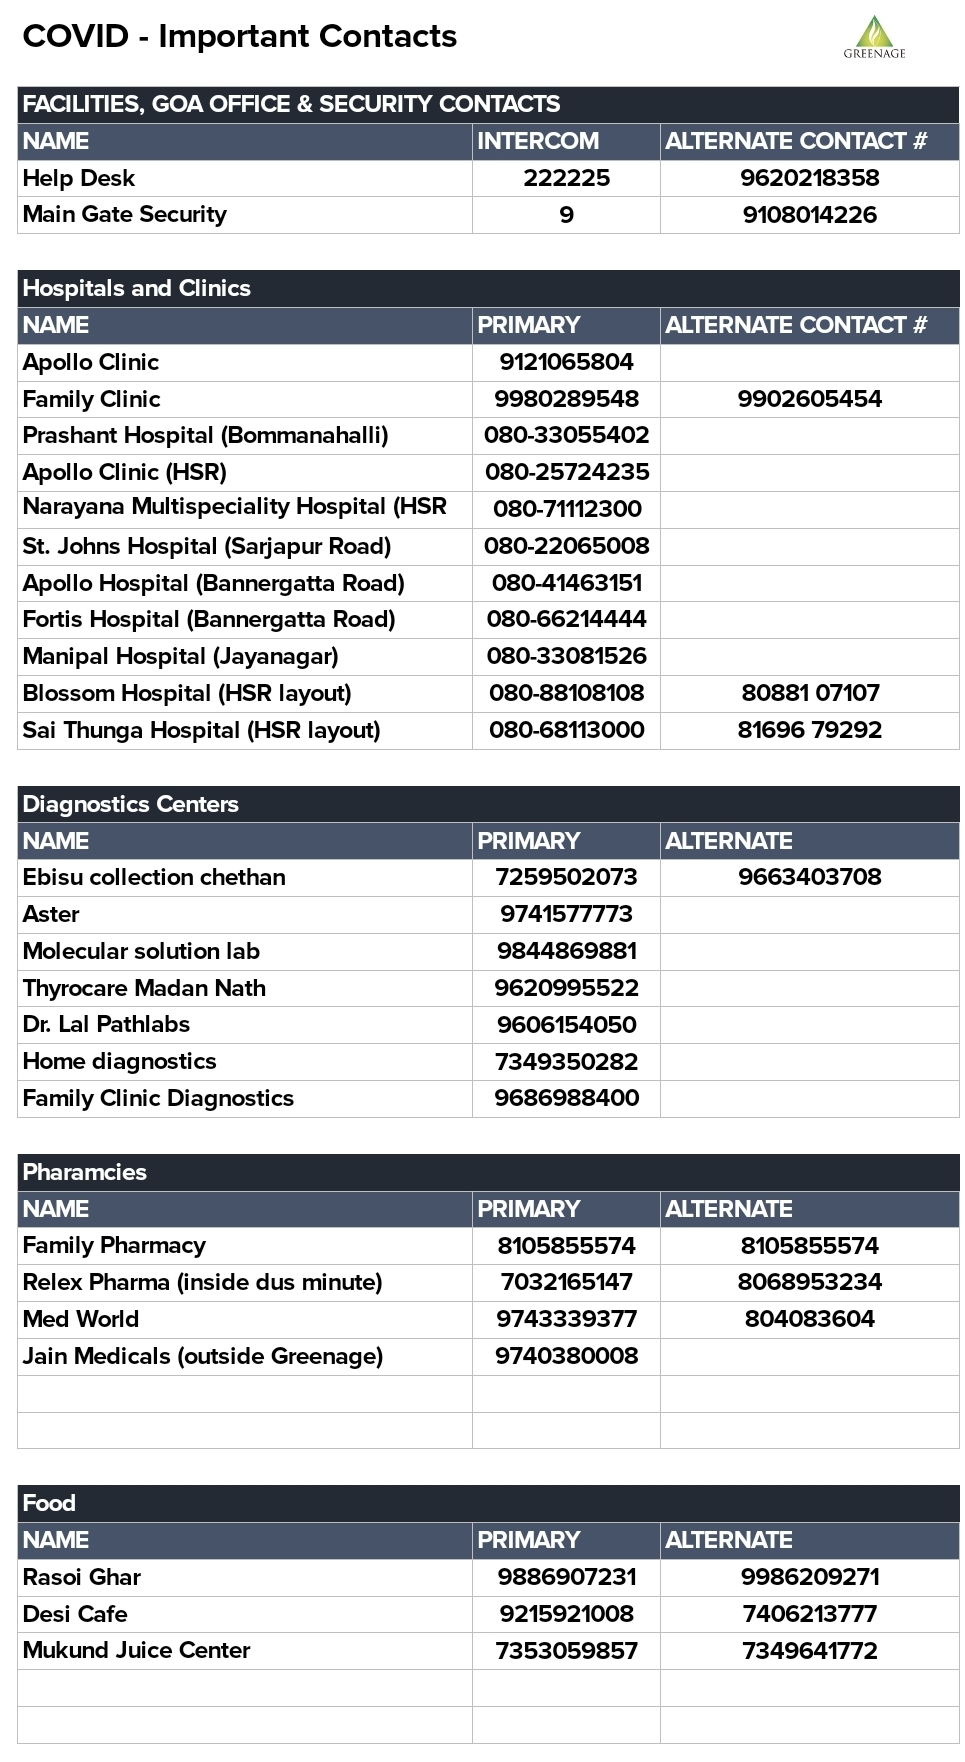 COVID - Important Contacts
GREENAGE
FACILITIES, GOA OFFICE & SECURITY CONTACTS
NAME INTERCOM ALTERNATE CONTACT #
Help Desk 222225 9620218358
Main Gate Security 9 9108014226
Hospitals and Clinics
NAME PRIMARY ALTERNATE CONTACT #
Apollo Clinic 9121065804
Family Clinic 9980289548 9902605454
Prashant Hospital (Bommanahalli) 080-33055402
Apollo Clinic (HSR) 080-25724235
Narayana Multispeciality Hospital (HSR 080-71112300
St. Johns Hospital (Sarjapur Road) 080-22065008
Apollo Hospital (Bannergatta Road) 080-41463151
Fortis Hospital (Bannergatta Road) 080-66214444
Manipal Hospital (Jayanagar) 080-33081526
Blossom Hospital (HSR layout) 080-88108108 80881 07107
Sai Thunga Hospital (HSR layout) 080-68113000 81696 79292
Diagnostics Centers
NAME PRIMARY ALTERNATE
Ebisu collection chethan 7259502073 9663403708
Aster 9741577773
Molecular solution lab 9844869881
Thyrocare Madan Nath 9620995522
Dr. Lal Pathlabs 9606154050
Home diagnostics 7349350282
Family Clinic Diagnostics 9686988400
Pharamcies
NAME PRIMARY ALTERNATE
Family Pharmacy 8105855574 8105855574
Relex Pharma (inside dus minute) 7032165147 8068953234
Med World 9743339377 804083604
Jain Medicals (outside Greenage) 9740380008
Food
NAME PRIMARY ALTERNATE
Rasoi Ghar 9886907231 9986209271
Desi Cafe 9215921008 7406213777
Mukund Juice Center 7353059857 7349641772